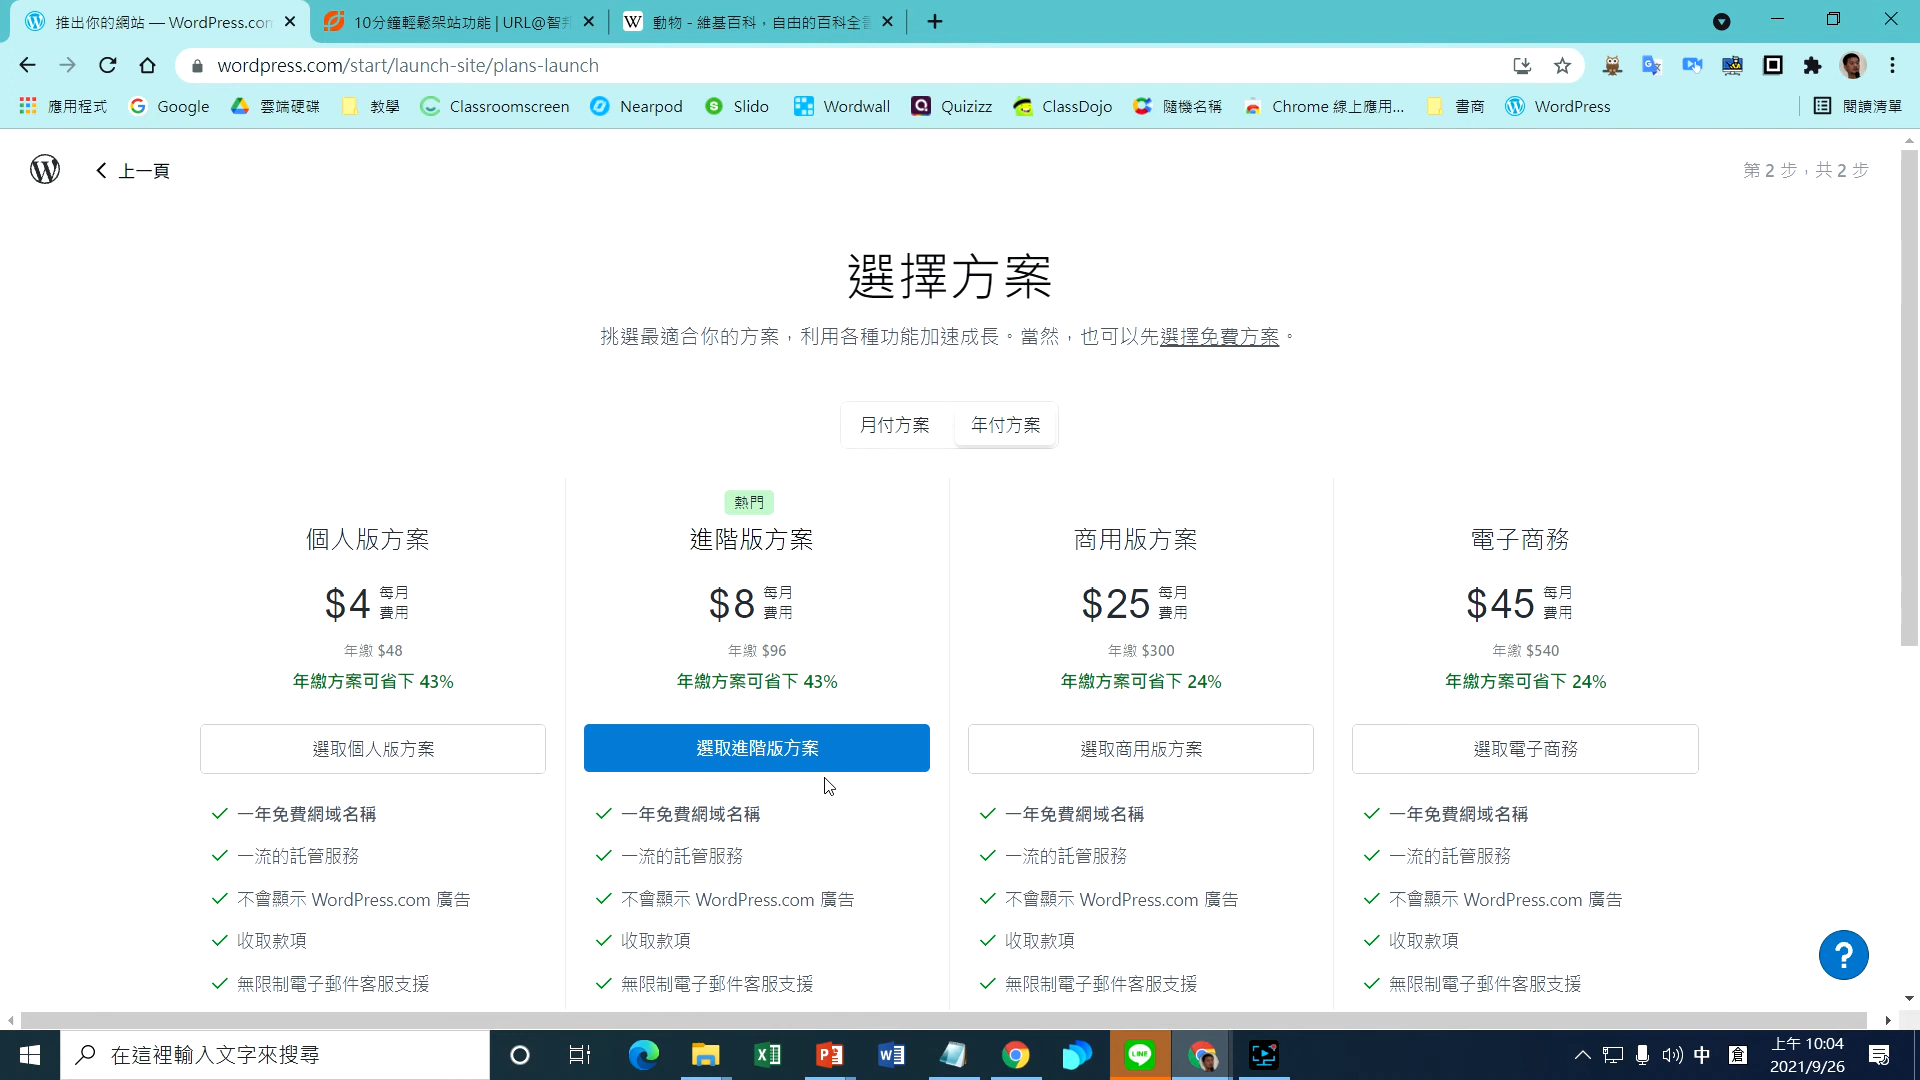 推出你的網站 — WordPress.com
10分鐘輕鬆架站功能 | URL@智邦
動物 - 維基百科，自由的百科全書
wordpress.com/start/launch-site/plans-launch
應用程式 Google 雲端硬碟 教學 Classroomscreen Nearpod Slido Wordwall Quizizz ClassDojo 隨機名稱 Chrome 線上應用... 書商 WordPress 閱讀清單
上一頁
第 2 步，共 2 步
選擇方案
挑選最適合你的方案，利用各種功能加速成長。當然，也可以先選擇免費方案。
月付方案 年付方案
熱門
個人版方案 進階版方案 商用版方案 電子商務
$4 每月費用 $8 每月費用 $25 每月費用 $45 每月費用
年繳 $48 年繳 $96 年繳 $300 年繳 $540
年繳方案可省下 43% 年繳方案可省下 43% 年繳方案可省下 24% 年繳方案可省下 24%
選取個人版方案 選取進階版方案 選取商用版方案 選取電子商務
一年免費網域名稱 一年免費網域名稱 一年免費網域名稱 一年免費網域名稱
一流的託管服務 一流的託管服務 一流的託管服務 一流的託管服務
不會顯示 WordPress.com 廣告 不會顯示 WordPress.com 廣告 不會顯示 WordPress.com 廣告 不會顯示 WordPress.com 廣告
收取款項 收取款項 收取款項 收取款項
無限制電子郵件客服支援 無限制電子郵件客服支援 無限制電子郵件客服支援 無限制電子郵件客服支援
?
在這裡輸入文字來搜尋
LINE
中 倉
上午 10:04
2021/9/26